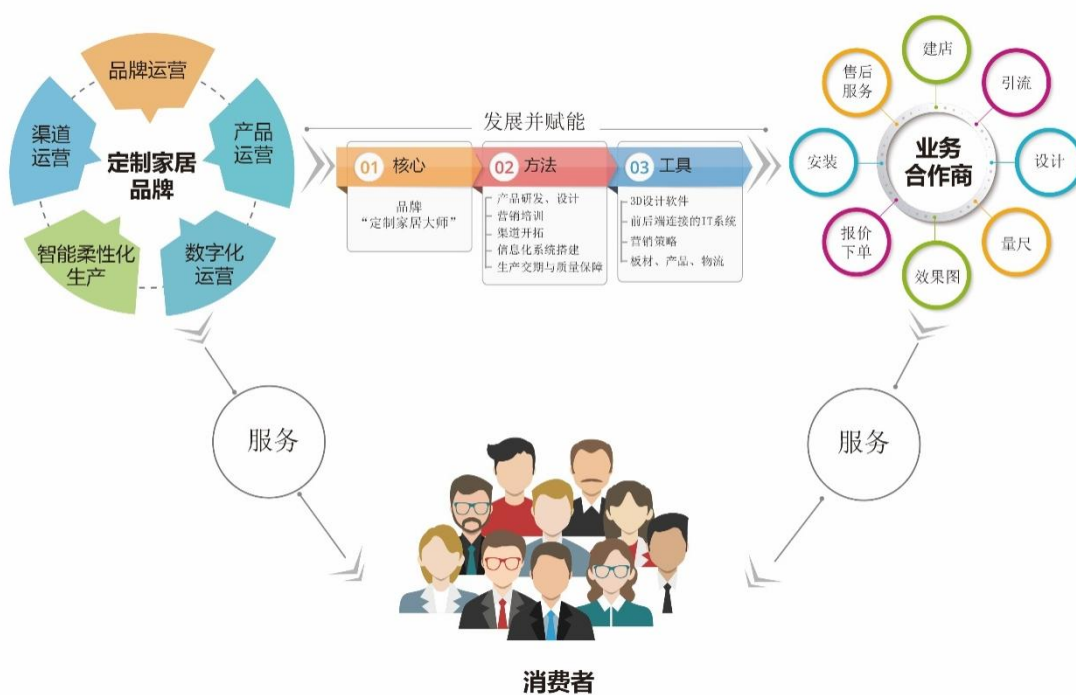 品牌运营
渠道
运营
产品
运营
定制家居
品牌
智能柔性化
生产
数字化
运营
发展并赋能
01 核心
品牌
“定制家居大师”
02 方法
产品研发、设计
营销培训
渠道开拓
信息化系统搭建
生产交期与质量保障
03 工具
3D设计软件
前后端连接的IT系统
营销策略
板材、产品、物流
建店
售后
服务
引流
安装
业务
合作商
设计
报价
下单
量尺
效果图
服务
服务
消费者